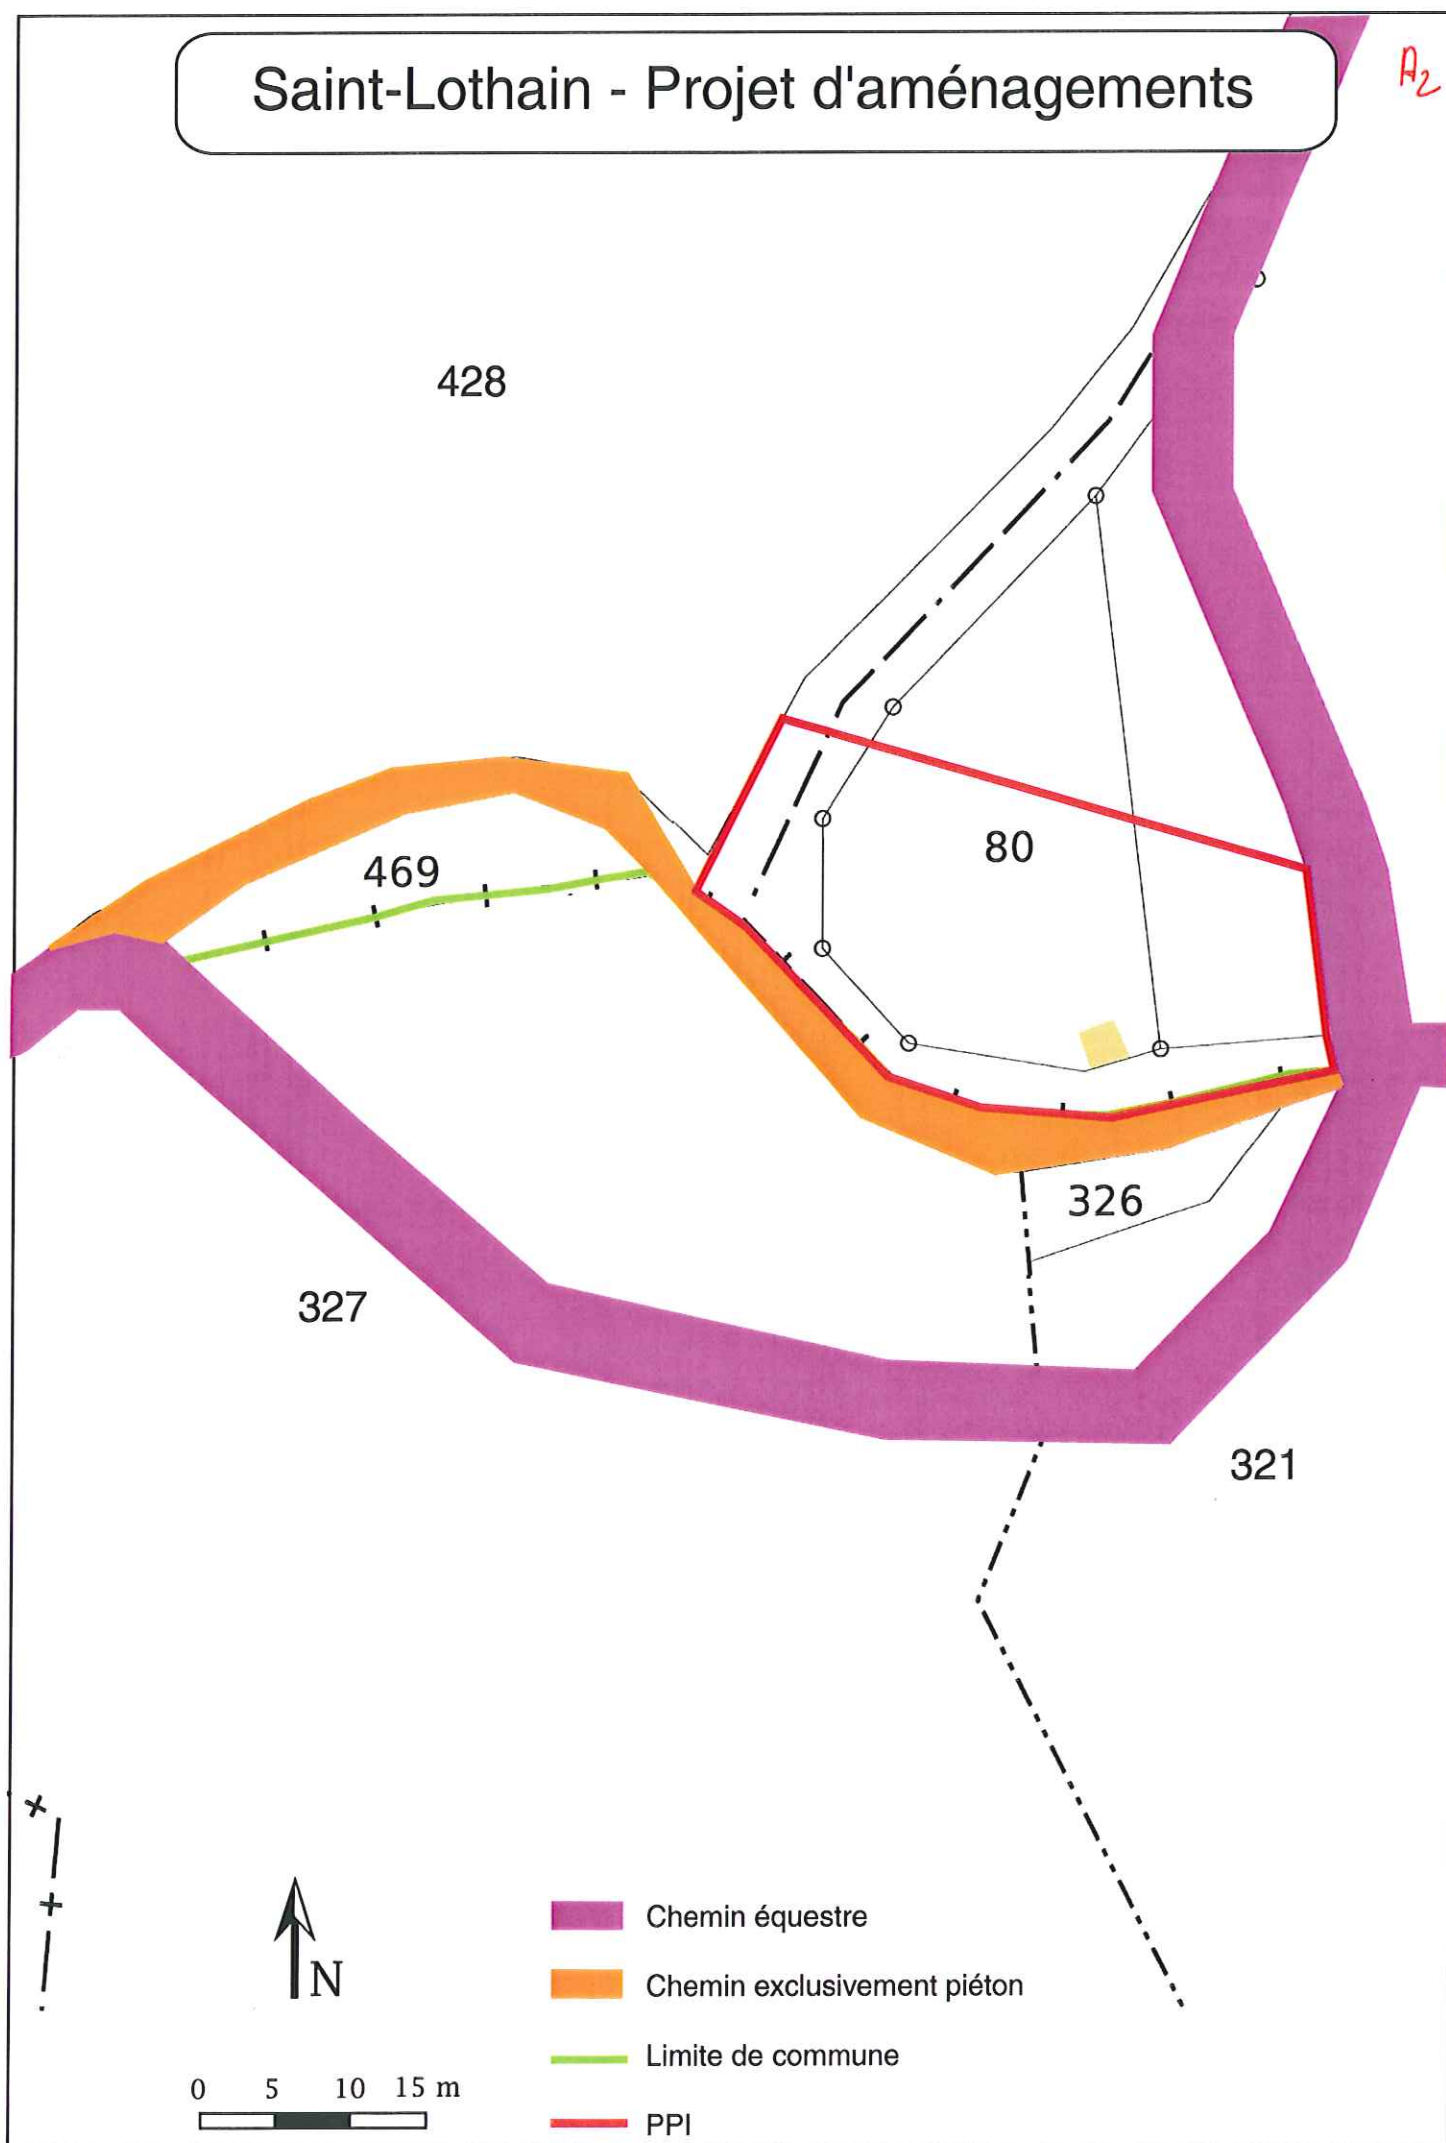 Saint-Lothain - Projet d'aménagements
A2
428
469
80
326
327
321
N
0 5 10 15 m
Chemin équestre
Chemin exclusivement piéton
Limite de commune
PPI